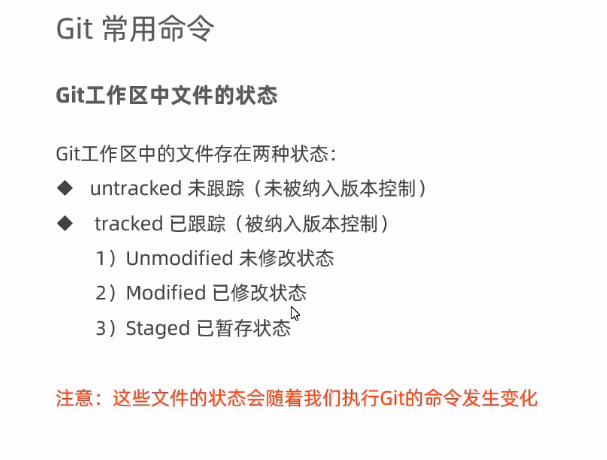 Git 常用命令
Git工作区中文件的状态
Git工作区中的文件存在两种状态：
◆ untracked 未跟踪（未被纳入版本控制）
◆ tracked 已跟踪（被纳入版本控制）
1）Unmodified 未修改状态
2）Modified 已修改状态
3）Staged 已暂存状态
注意：这些文件的状态会随着我们执行Git的命令发生变化